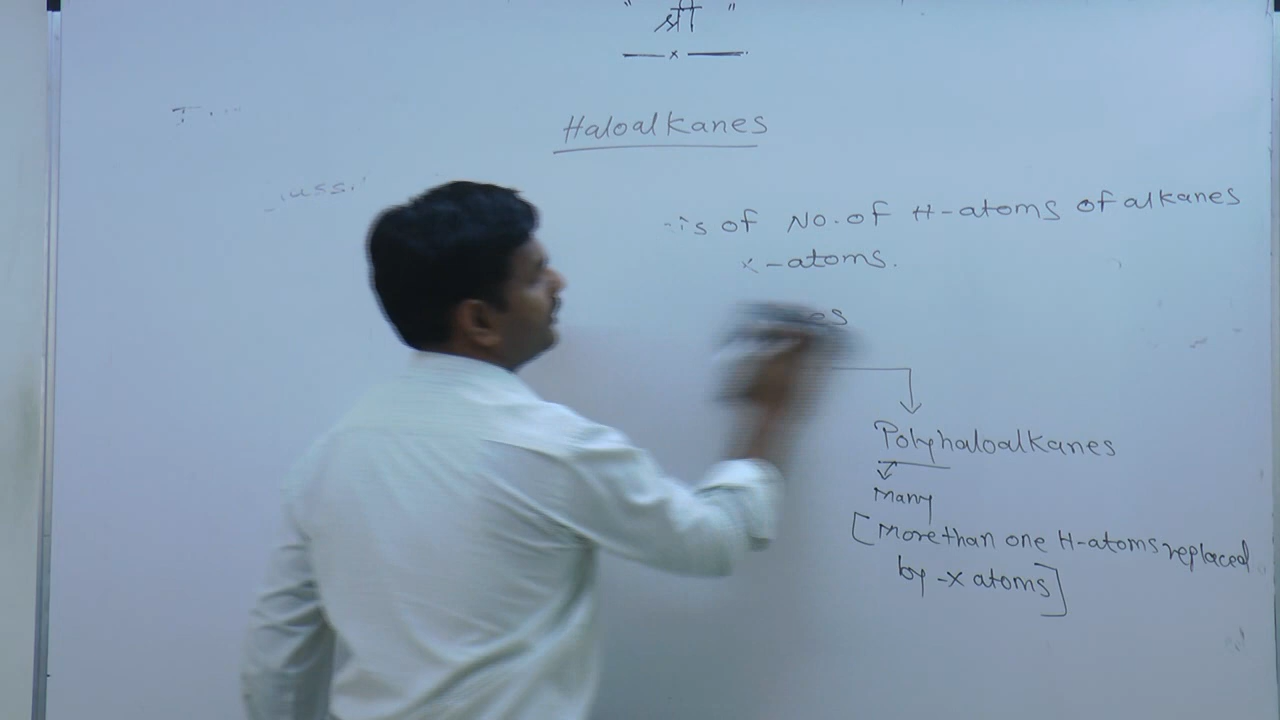 " श्री "
Haloalkanes
is of No. of H-atoms of alkanes
x-atoms.
es
Polyhaloalkanes
Many
[More than one H-atoms replaced
by -X atoms]